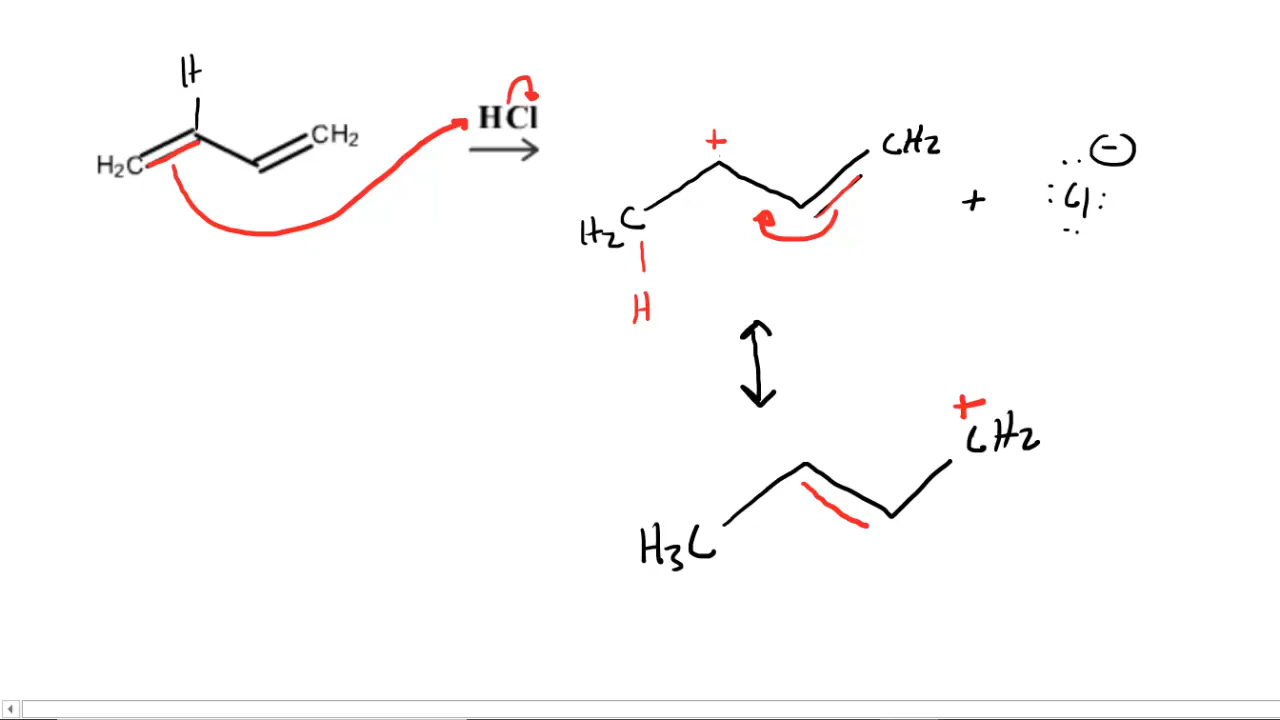 H
H₂C CH₂
HCl
+
H₂C CH₂
H
+
Cl −
+
CH₂
H₃C